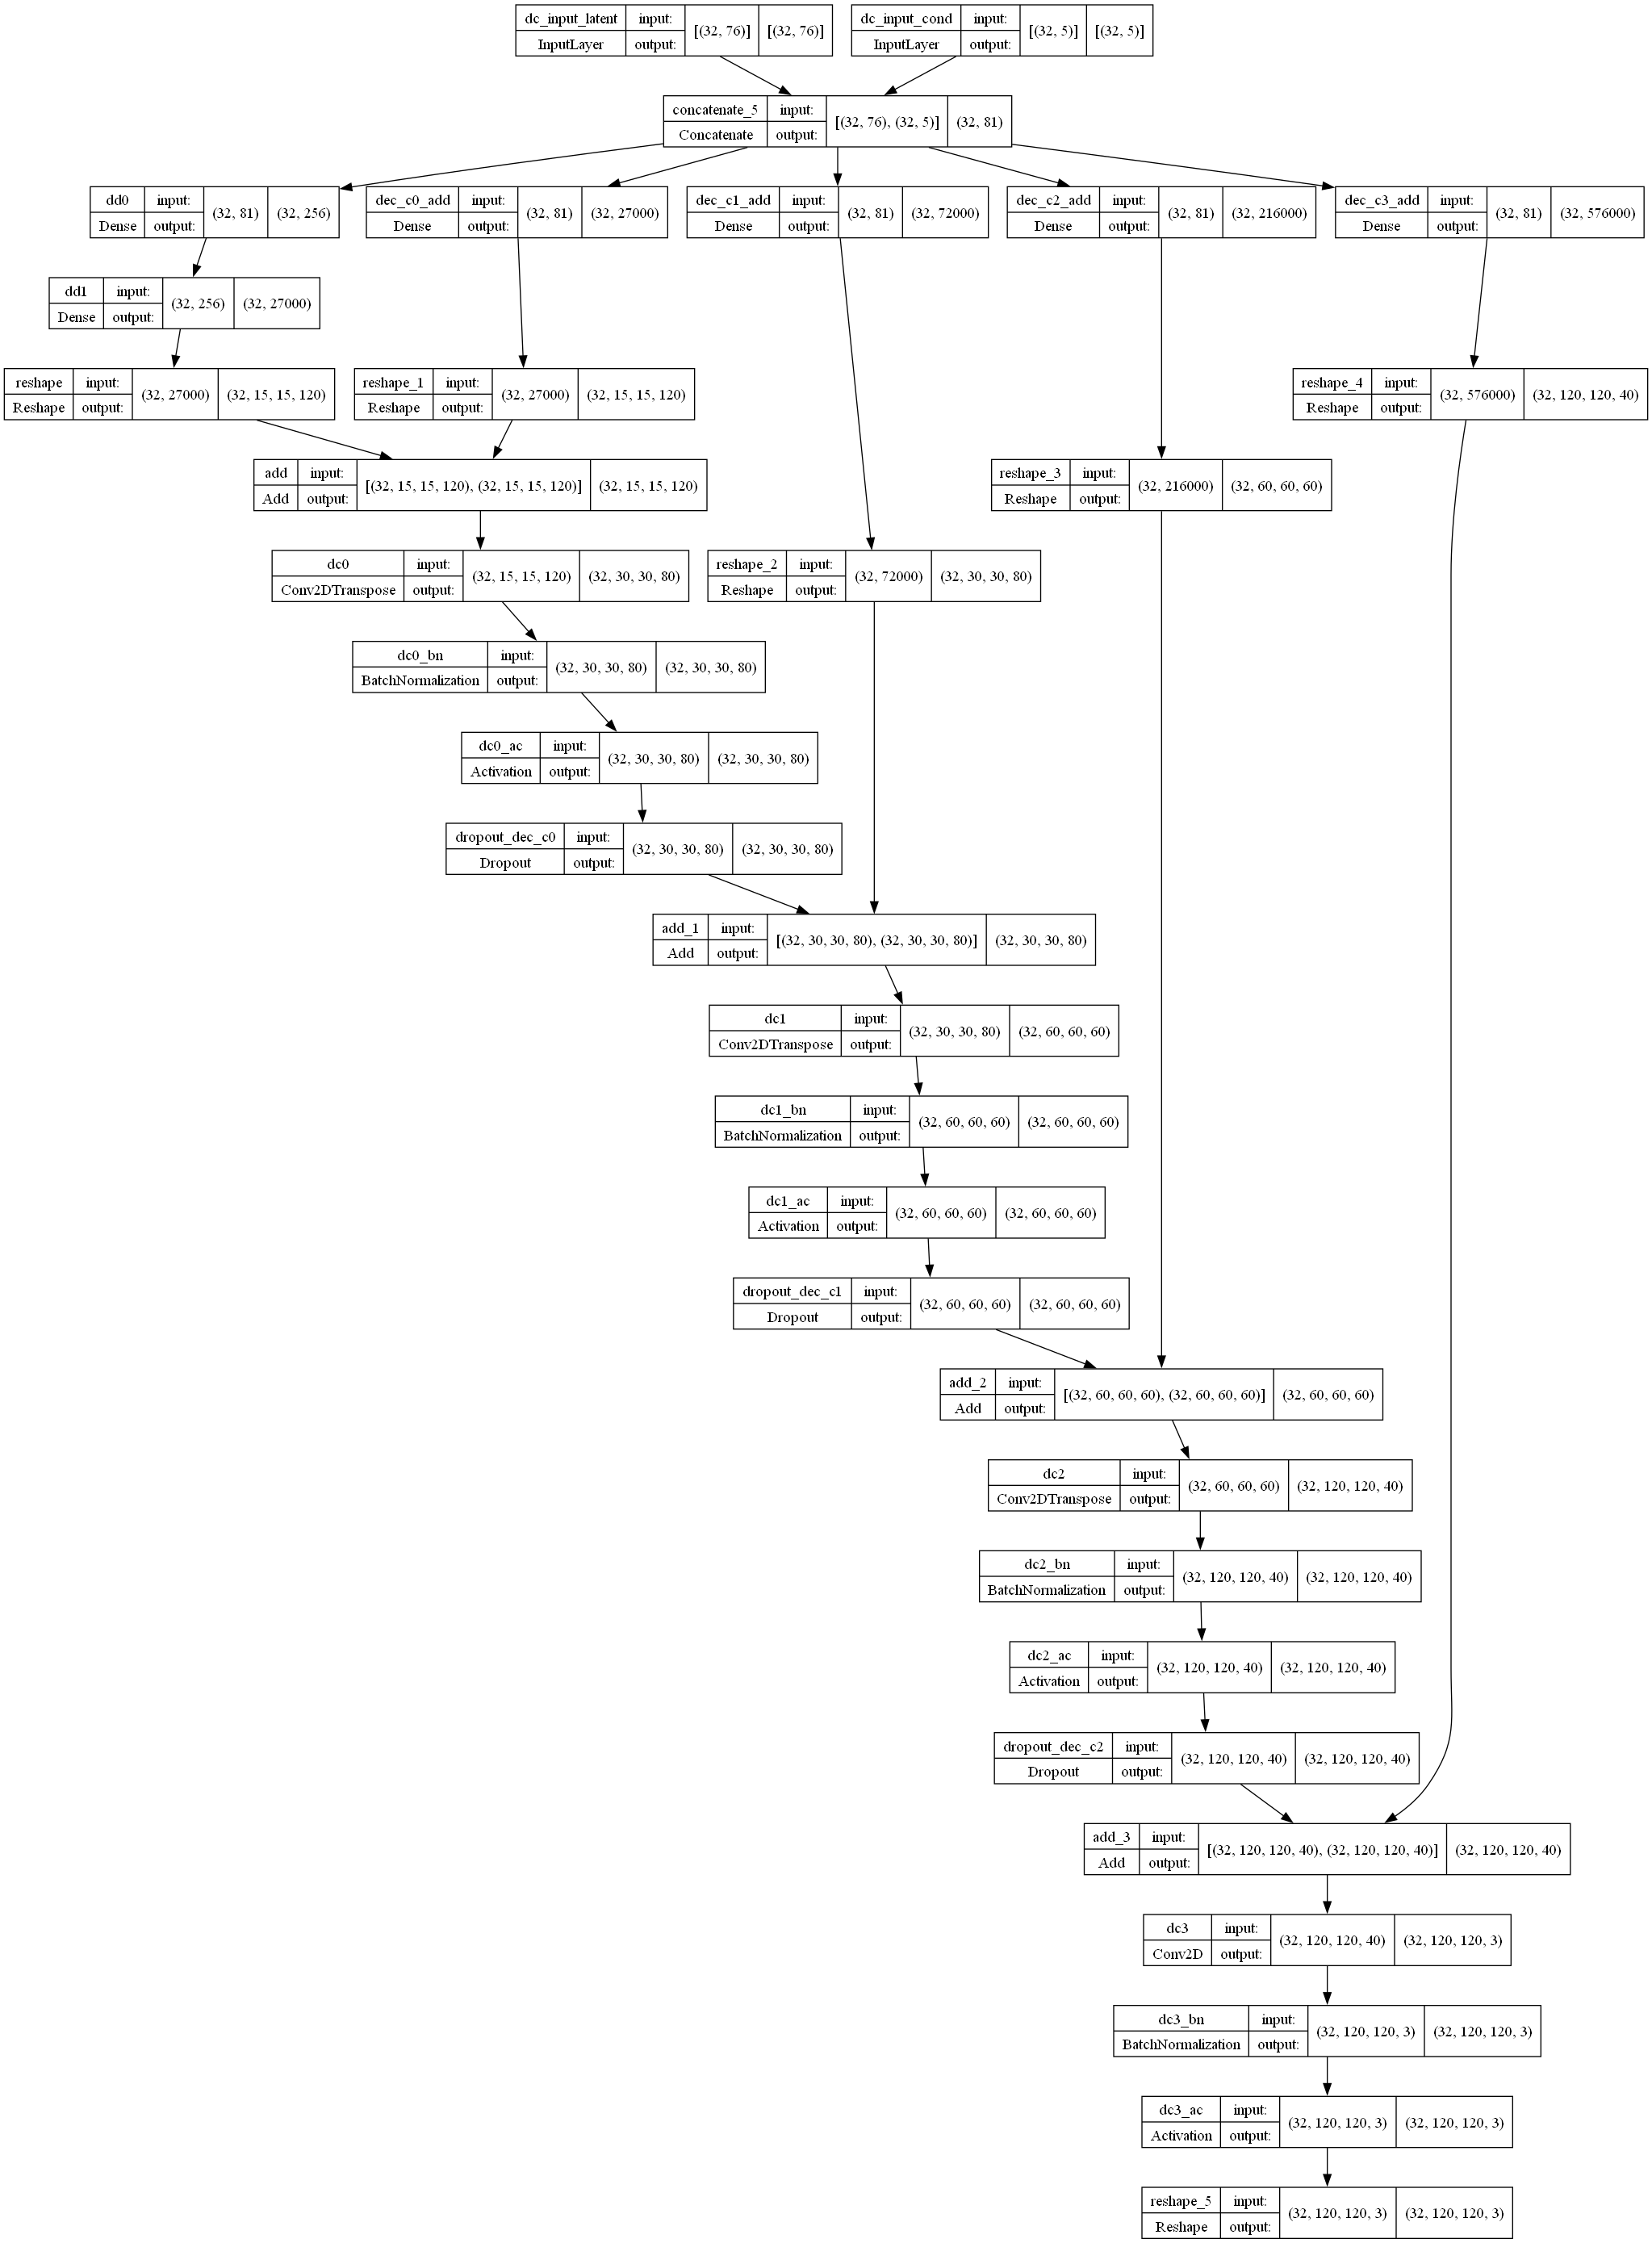 dc_input_latent input: [(32, 76)] [(32, 76)]
InputLayer output:
dc_input_cond input: [(32, 5)] [(32, 5)]
InputLayer output:
concatenate_5 input: [(32, 76), (32, 5)] (32, 81)
Concatenate output:
dd0 input: (32, 81) (32, 256)
Dense output:
dec_c0_add input: (32, 81) (32, 27000)
Dense output:
dec_c1_add input: (32, 81) (32, 72000)
Dense output:
dec_c2_add input: (32, 81) (32, 216000)
Dense output:
dec_c3_add input: (32, 81) (32, 576000)
Dense output:
dd1 input: (32, 256) (32, 27000)
Dense output:
reshape input: (32, 27000) (32, 15, 15, 120)
Reshape output:
reshape_1 input: (32, 27000) (32, 15, 15, 120)
Reshape output:
reshape_4 input: (32, 576000) (32, 120, 120, 40)
Reshape output:
add input: [(32, 15, 15, 120), (32, 15, 15, 120)] (32, 15, 15, 120)
Add output:
reshape_3 input: (32, 216000) (32, 60, 60, 60)
Reshape output:
dc0 input: (32, 15, 15, 120) (32, 30, 30, 80)
Conv2DTranspose output:
reshape_2 input: (32, 72000) (32, 30, 30, 80)
Reshape output:
dc0_bn input: (32, 30, 30, 80) (32, 30, 30, 80)
BatchNormalization output:
dc0_ac input: (32, 30, 30, 80) (32, 30, 30, 80)
Activation output:
dropout_dec_c0 input: (32, 30, 30, 80) (32, 30, 30, 80)
Dropout output:
add_1 input: [(32, 30, 30, 80), (32, 30, 30, 80)] (32, 30, 30, 80)
Add output:
dc1 input: (32, 30, 30, 80) (32, 60, 60, 60)
Conv2DTranspose output:
dc1_bn input: (32, 60, 60, 60) (32, 60, 60, 60)
BatchNormalization output:
dc1_ac input: (32, 60, 60, 60) (32, 60, 60, 60)
Activation output:
dropout_dec_c1 input: (32, 60, 60, 60) (32, 60, 60, 60)
Dropout output:
add_2 input: [(32, 60, 60, 60), (32, 60, 60, 60)] (32, 60, 60, 60)
Add output:
dc2 input: (32, 60, 60, 60) (32, 120, 120, 40)
Conv2DTranspose output:
dc2_bn input: (32, 120, 120, 40) (32, 120, 120, 40)
BatchNormalization output:
dc2_ac input: (32, 120, 120, 40) (32, 120, 120, 40)
Activation output:
dropout_dec_c2 input: (32, 120, 120, 40) (32, 120, 120, 40)
Dropout output:
add_3 input: [(32, 120, 120, 40), (32, 120, 120, 40)] (32, 120, 120, 40)
Add output:
dc3 input: (32, 120, 120, 40) (32, 120, 120, 3)
Conv2D output:
dc3_bn input: (32, 120, 120, 3) (32, 120, 120, 3)
BatchNormalization output:
dc3_ac input: (32, 120, 120, 3) (32, 120, 120, 3)
Activation output:
reshape_5 input: (32, 120, 120, 3) (32, 120, 120, 3)
Reshape output: